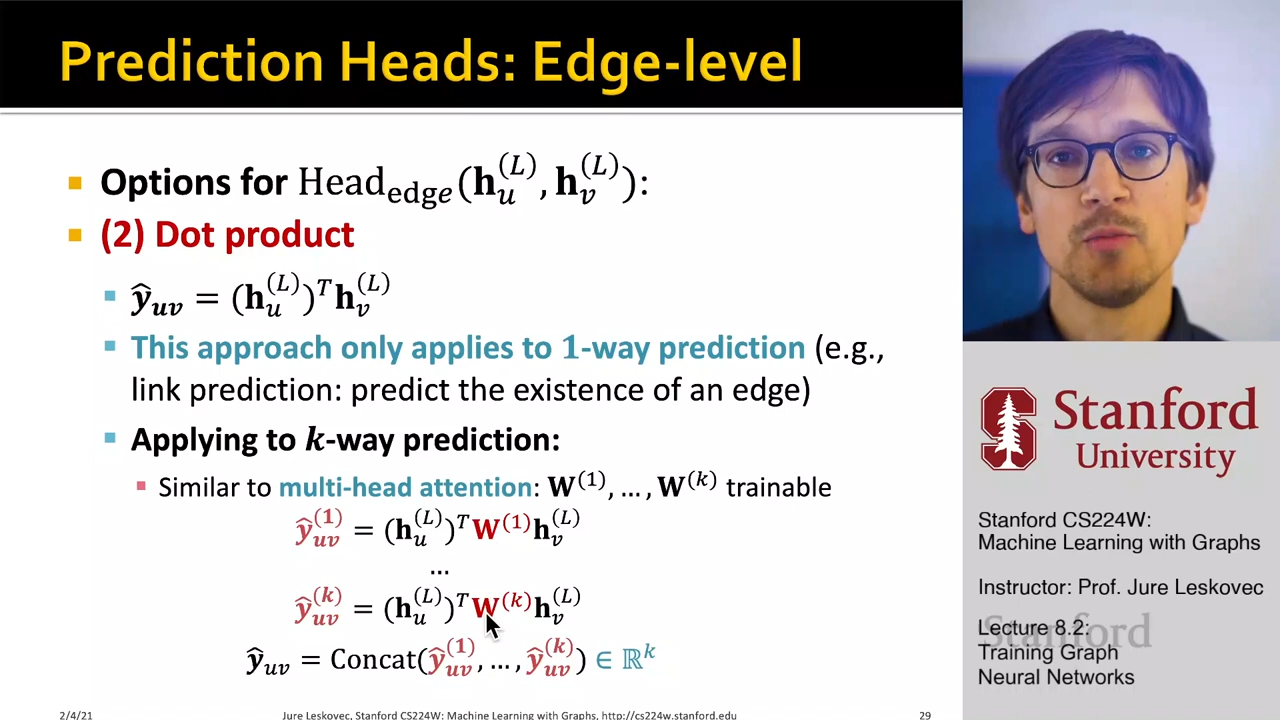 Prediction Heads: Edge-level
Options for Head_edge(h_u^(L), h_v^(L)):
(2) Dot product
ŷ_uv = (h_u^(L))^T h_v^(L)
This approach only applies to 1-way prediction (e.g.,
link prediction: predict the existence of an edge)
Applying to k-way prediction:
Similar to multi-head attention: W^(1), …, W^(k) trainable
ŷ_uv^(1) = (h_u^(L))^T W^(1) h_v^(L)
…
ŷ_uv^(k) = (h_u^(L))^T W^(k) h_v^(L)
ŷ_uv = Concat(ŷ_uv^(1), …, ŷ_uv^(k)) ∈ ℝ^k
2/4/21
Jure Leskovec, Stanford CS224W: Machine Learning with Graphs, http://cs224w.stanford.edu
29
Stanford
University
Stanford CS224W:
Machine Learning with Graphs
Instructor: Prof. Jure Leskovec
Stanford
Lecture 8.2:
Training Graph
Neural Networks